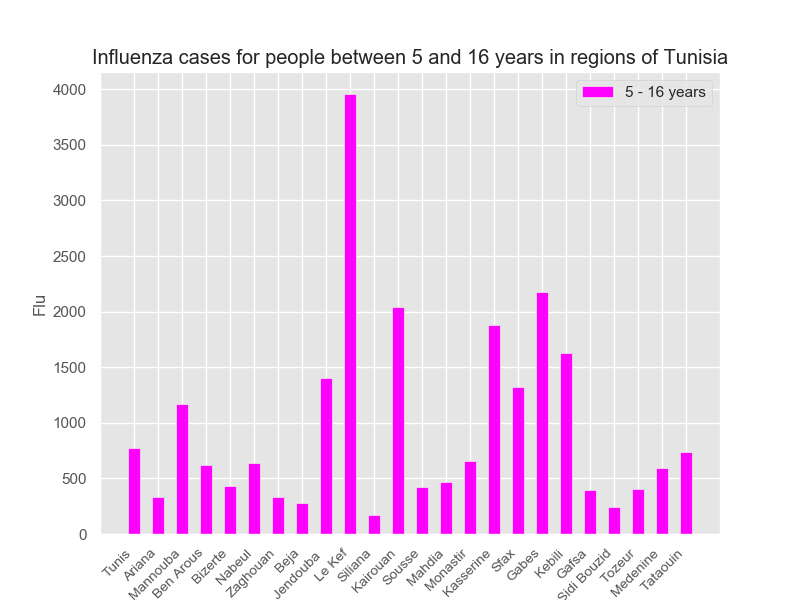 Influenza cases for people between 5 and 16 years in regions of Tunisia
5 - 16 years
Flu
4000
3500
3000
2500
2000
1500
1000
500
0
Tunis
Ariana
Mannouba
Ben Arous
Bizerte
Nabeul
Zaghouan
Beja
Jendouba
Le Kef
Siliana
Kairouan
Sousse
Mahdia
Monastir
Kasserine
Sfax
Gabes
Kebili
Gafsa
Sidi Bouzid
Tozeur
Medenine
Tataouin